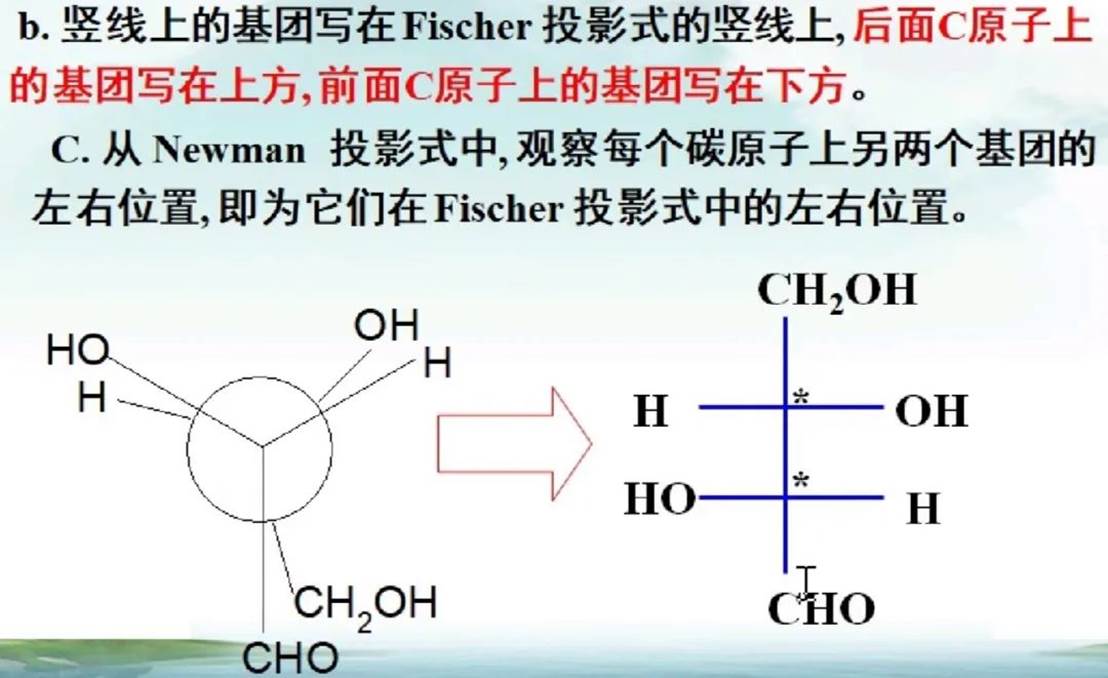 b. 竖线上的基团写在Fischer 投影式的竖线上, 后面C原子上
的基团写在上方, 前面C原子上的基团写在下方。
C. 从 Newman 投影式中, 观察每个碳原子上另两个基团的
左右位置, 即为它们在Fischer 投影式中的左右位置。
CH₂OH
OH
HO
H
H
H
*
OH
HO
*
H
CH₂OH
CHO
CHO